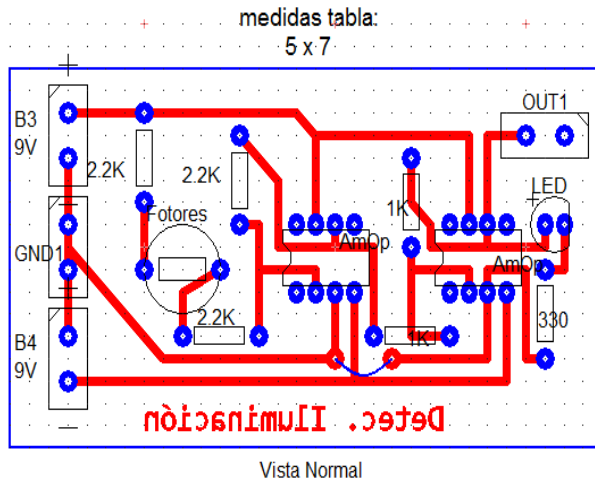 medidas tabla:
5 x 7
B3
9V
OUT1
2.2K
2.2K
LED
1K
Fotores
GND1
AmOp
AmOp
2.2K
1K
330
B4
9V
Detec. Iluminación
Vista Normal